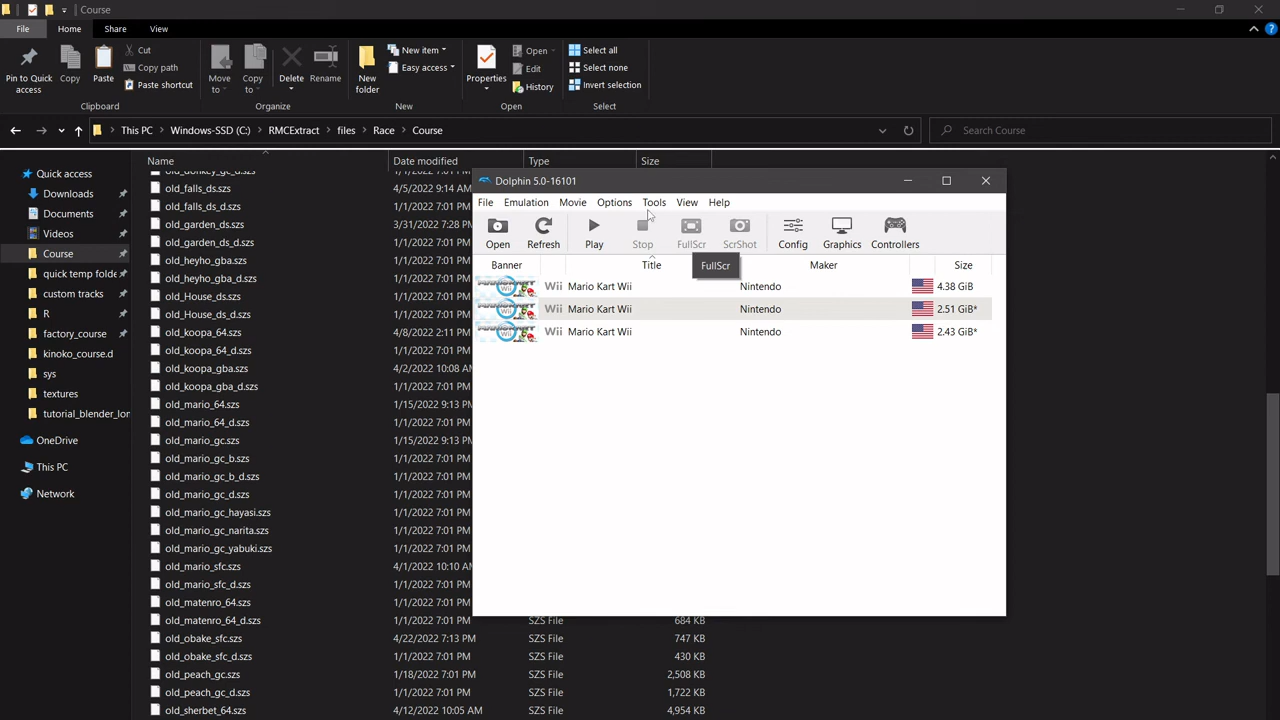 Course
File Home Share View
Pin to Quick access
Copy
Paste
Cut
Copy path
Paste shortcut
Move to
Copy to
Delete
Rename
New folder
New item
Easy access
Properties
Open
Edit
History
Select all
Select none
Invert selection
Clipboard Organize New Open Select
This PC Windows-SSD (C:) RMCExtract files Race Course
Search Course
Quick access
Downloads
Documents
Videos
Course
quick temp folde
custom tracks
R
factory_course
kinoko_course.d
sys
textures
tutorial_blender_lon
OneDrive
This PC
Network
Name Date modified Type Size
old_donkey_gc_d.szs
old_falls_ds.szs 4/5/2022 9:14 AM
old_falls_ds_d.szs 1/1/2022 7:01 PM
old_garden_ds.szs 3/31/2022 7:28 PM
old_garden_ds_d.szs 1/1/2022 7:01 PM
old_heyho_gba.szs 1/1/2022 7:01 PM
old_heyho_gba_d.szs 1/1/2022 7:01 PM
old_House_ds.szs 1/1/2022 7:01 PM
old_House_ds_d.szs 1/1/2022 7:01 PM
old_koopa_64.szs 4/8/2022 2:11 PM
old_koopa_64_d.szs 1/1/2022 7:01 PM
old_koopa_gba.szs 4/2/2022 10:08 AM
old_koopa_gba_d.szs 1/1/2022 7:01 PM
old_mario_64.szs 1/15/2022 9:13 PM
old_mario_64_d.szs 1/1/2022 7:01 PM
old_mario_gc.szs 1/15/2022 9:13 PM
old_mario_gc_b.szs 1/1/2022 7:01 PM
old_mario_gc_b_d.szs 1/1/2022 7:01 PM
old_mario_gc_d.szs 1/1/2022 7:01 PM
old_mario_gc_hayasi.szs 1/1/2022 7:01 PM
old_mario_gc_narita.szs 1/1/2022 7:01 PM
old_mario_gc_yabuki.szs 1/1/2022 7:01 PM
old_mario_sfc.szs 4/1/2022 10:10 AM
old_mario_sfc_d.szs 1/1/2022 7:01 PM
old_matenro_64.szs 1/1/2022 7:01 PM
old_matenro_64_d.szs 1/1/2022 7:01 PM SZS File 684 KB
old_obake_sfc.szs 4/22/2022 7:13 PM SZS File 747 KB
old_obake_sfc_d.szs 1/1/2022 7:01 PM SZS File 430 KB
old_peach_gc.szs 1/18/2022 7:01 PM SZS File 2,508 KB
old_peach_gc_d.szs 1/1/2022 7:01 PM SZS File 1,722 KB
old_sherbet_64.szs 4/12/2022 10:05 AM SZS File 4,954 KB
Dolphin 5.0-16101
File Emulation Movie Options Tools View Help
Open Refresh Play Stop FullScr ScrShot Config Graphics Controllers
FullScr
Banner Title Maker Size
Wii Mario Kart Wii Nintendo 4.38 GiB
Wii Mario Kart Wii Nintendo 2.51 GiB*
Wii Mario Kart Wii Nintendo 2.43 GiB*